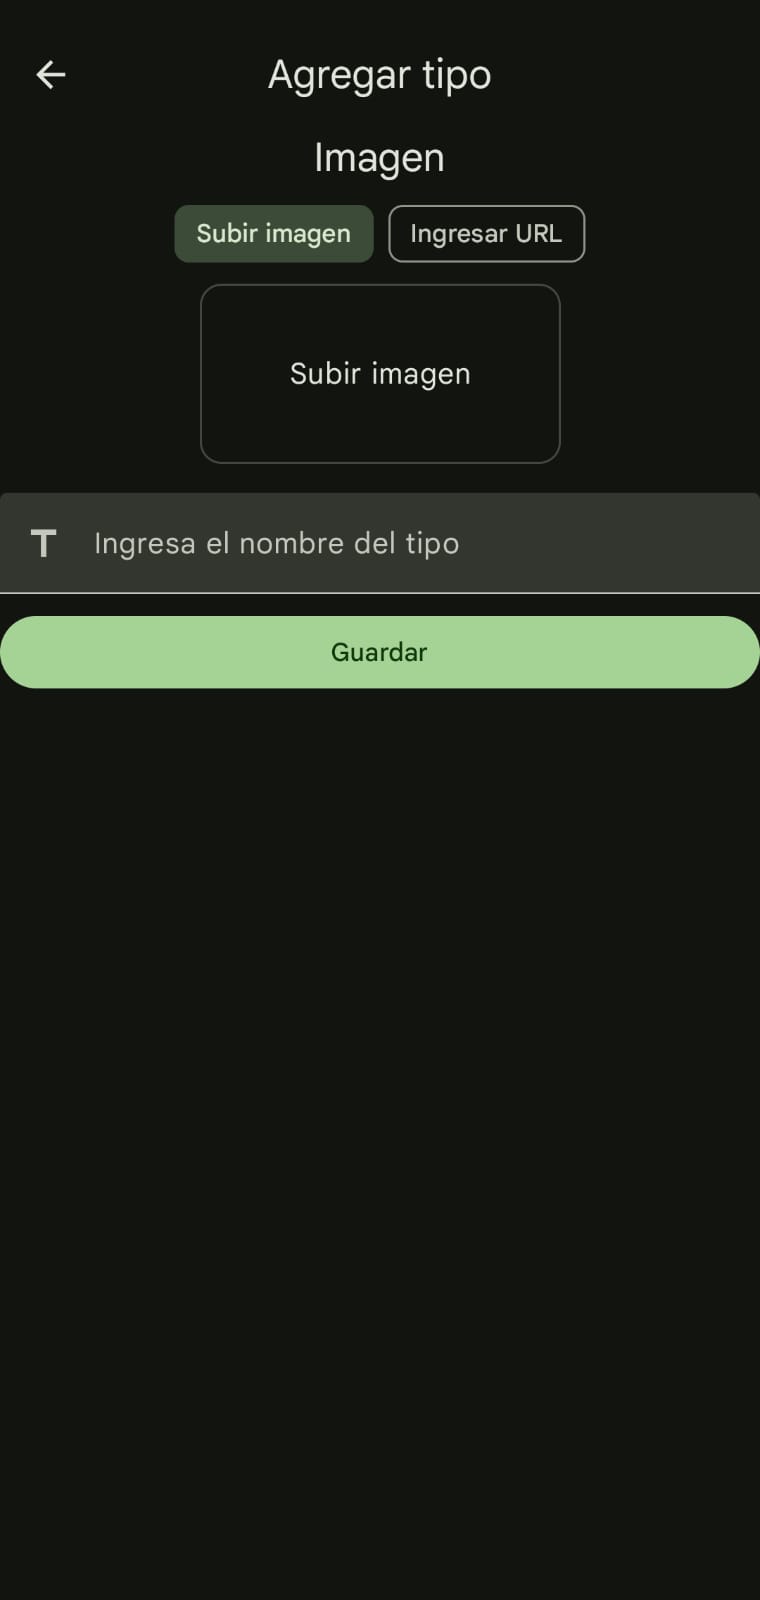 Agregar tipo
Imagen
Subir imagen
Ingresar URL
Subir imagen
Ingresa el nombre del tipo
Guardar